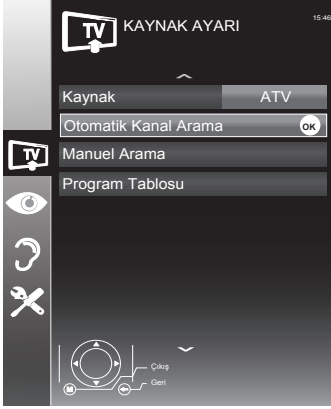 TV KAYNAK AYARI 15:46
Kaynak ATV
Otomatik Kanal Arama OK
TV Manuel Arama
Program Tablosu
Çıkış
M Geri